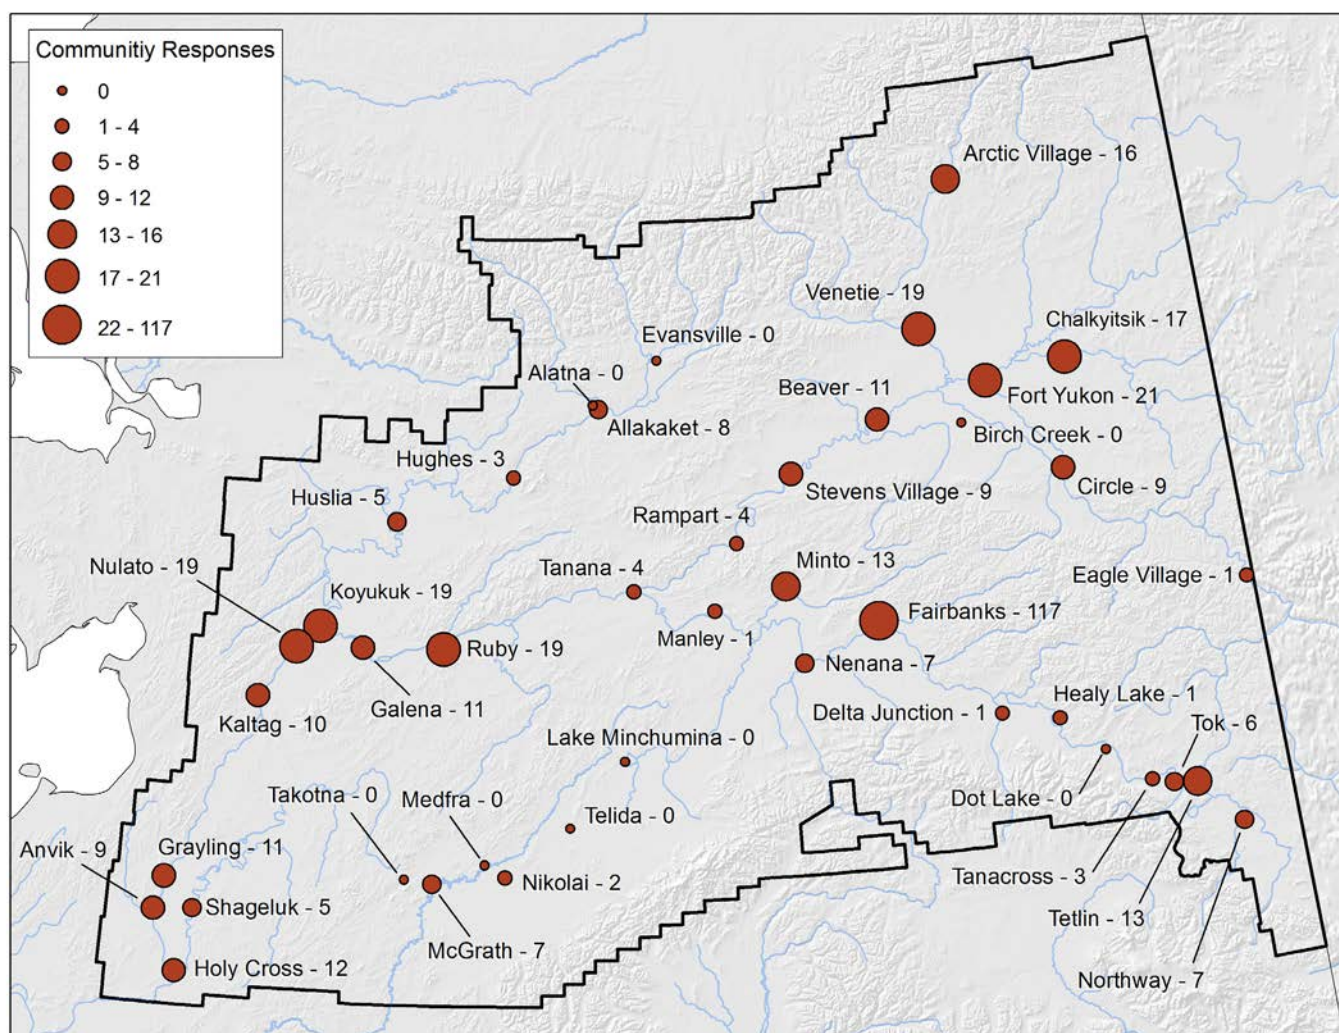 Communitiy Responses
0
1 - 4
5 - 8
9 - 12
13 - 16
17 - 21
22 - 117
Arctic Village - 16
Venetie - 19
Chalkyitsik - 17
Evansville - 0
Alatna - 0
Beaver - 11
Fort Yukon - 21
Allakaket - 8
Birch Creek - 0
Hughes - 3
Circle - 9
Huslia - 5
Stevens Village - 9
Rampart - 4
Nulato - 19
Tanana - 4
Minto - 13
Eagle Village - 1
Koyukuk - 19
Fairbanks - 117
Manley - 1
Ruby - 19
Nenana - 7
Healy Lake - 1
Galena - 11
Delta Junction - 1
Kaltag - 10
Tok - 6
Lake Minchumina - 0
Takotna - 0
Medfra - 0
Dot Lake - 0
Telida - 0
Anvik - 9
Grayling - 11
Tanacross - 3
Nikolai - 2
Shageluk - 5
Tetlin - 13
McGrath - 7
Holy Cross - 12
Northway - 7